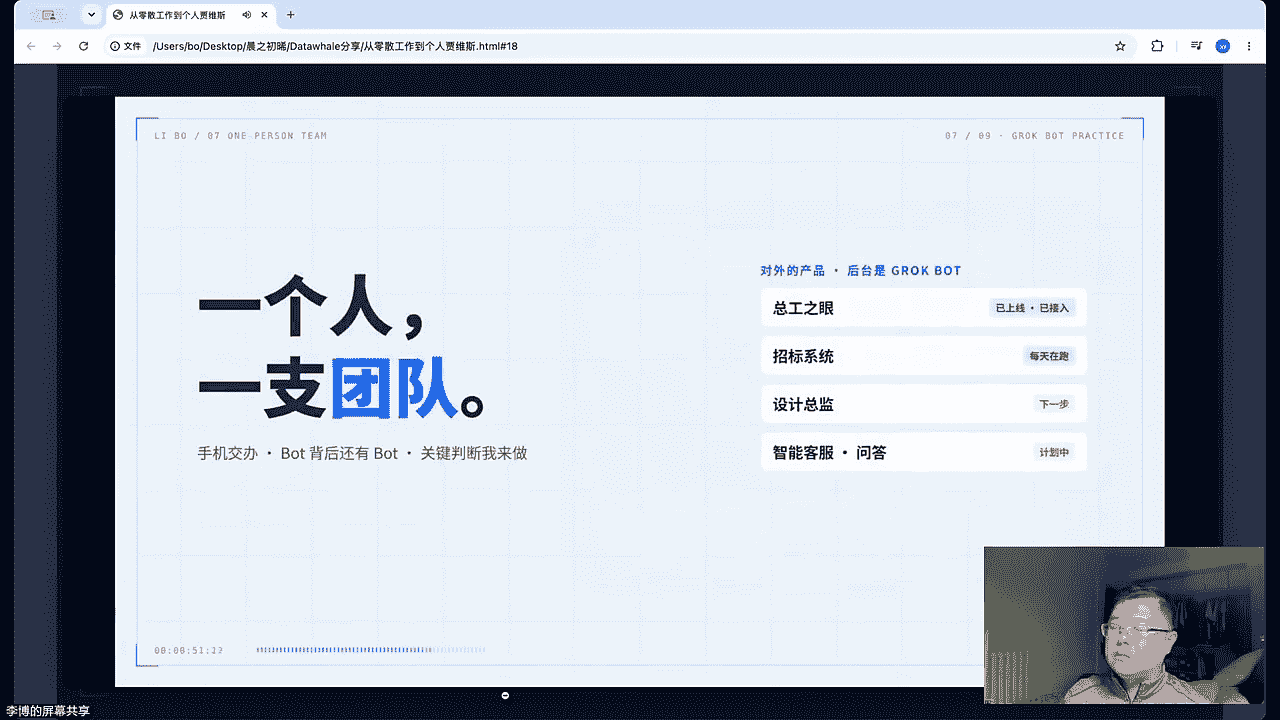 从零散工作到个人贾维斯
文件
/Users/bo/Desktop/晨之初晞/Datawhale分享/从零散工作到个人贾维斯.html#18
LI BO / 07 ONE PERSON TEAM
07 / 09 · GROK BOT PRACTICE
一个人，
一支团队。
手机交办 · Bot 背后还有 Bot · 关键判断我来做
对外的产品 · 后台是 GROK BOT
总工之眼
已上线 · 已接入
招标系统
每天在跑
设计总监
下一步
智能客服 · 问答
计划中
00:00:51:12
李博的屏幕共享